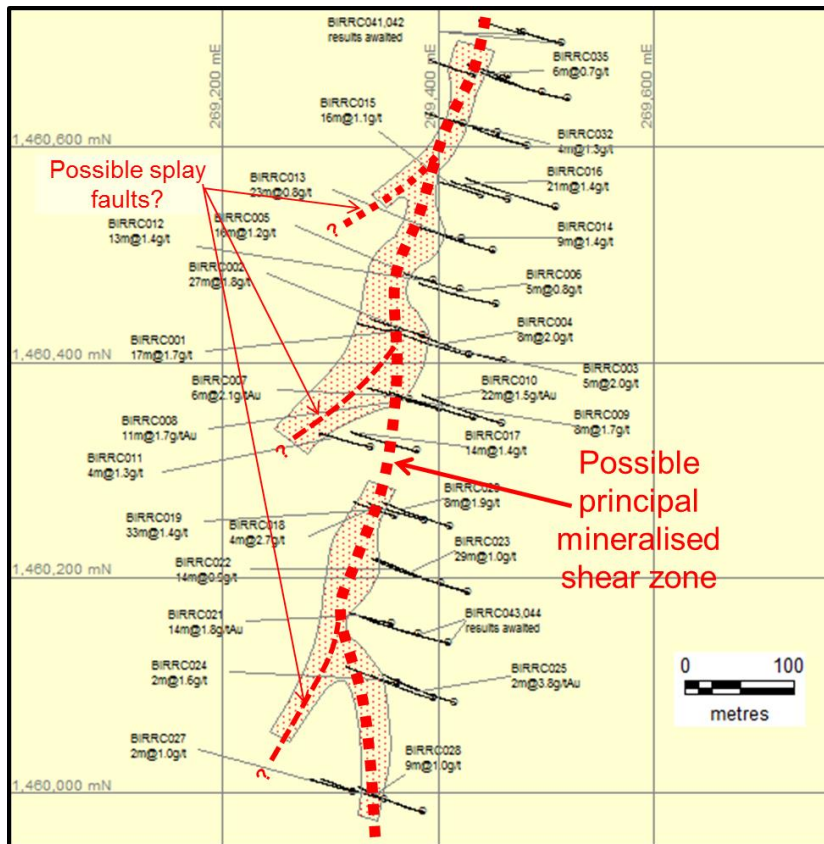 BIRRC041,042
results awaited
269,200 mE
269,400 mE
269,600 mE
BIRRC035
6m@0.7g/t
BIRRC015
16m@1.1g/t
1,460,600 mN
BIRRC032
4m@1.3g/t
Possible splay
faults?
BIRRC013
23m@0.8g/t
BIRRC016
21m@1.4g/t
BIRRC012
13m@1.4g/t
BIRRC005
16m@1.2g/t
?
BIRRC014
9m@1.4g/t
BIRRC002
27m@1.8g/t
BIRRC006
5m@0.8g/t
BIRRC001
17m@1.7g/t
BIRRC004
8m@2.0g/t
1,460,400 mN
BIRRC003
5m@2.0g/t
BIRRC007
6m@2.1g/tAu
BIRRC010
22m@1.5g/tAu
BIRRC008
11m@1.7g/tAu
BIRRC009
8m@1.7g/t
BIRRC011
4m@1.3g/t
?
BIRRC017
14m@1.4g/t
Possible
principal
mineralised
shear zone
BIRRC020
8m@1.9g/t
BIRRC019
33m@1.4g/t
BIRRC018
4m@2.7g/t
BIRRC023
29m@1.0g/t
BIRRC022
14m@0.9g/t
1,460,200 mN
BIRRC021
14m@1.8g/tAu
BIRRC043,044
results awaited
BIRRC024
2m@1.6g/t
BIRRC025
2m@3.8g/tAu
0 100
metres
?
BIRRC027
2m@1.0g/t
BIRRC028
9m@1.0g/t
1,460,000 mN